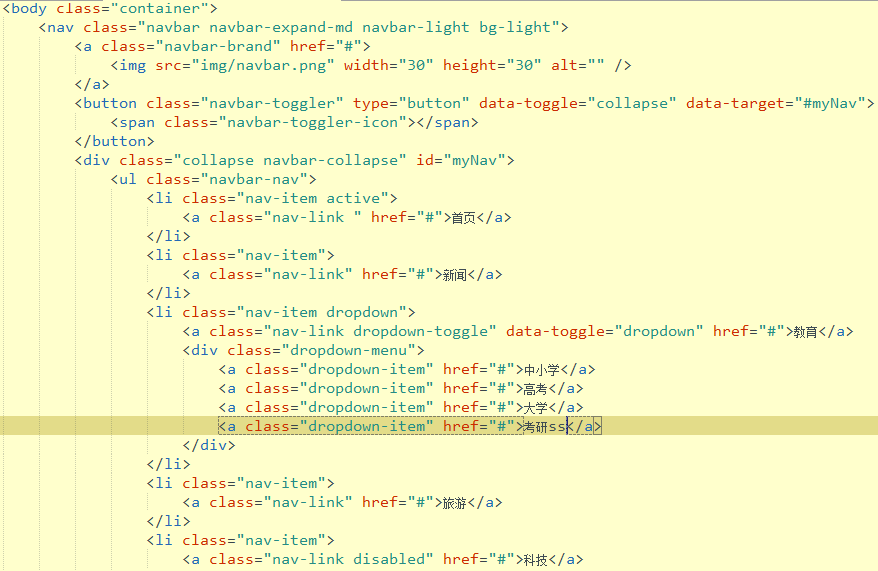 <body class="container">
<nav class="navbar navbar-expand-md navbar-light bg-light">
<a class="navbar-brand" href="#">
<img src="img/navbar.png" width="30" height="30" alt="" />
</a>
<button class="navbar-toggler" type="button" data-toggle="collapse" data-target="#myNav">
<span class="navbar-toggler-icon"></span>
</button>
<div class="collapse navbar-collapse" id="myNav">
<ul class="navbar-nav">
<li class="nav-item active">
<a class="nav-link " href="#">首页</a>
</li>
<li class="nav-item">
<a class="nav-link" href="#">新闻</a>
</li>
<li class="nav-item dropdown">
<a class="nav-link dropdown-toggle" data-toggle="dropdown" href="#">教育</a>
<div class="dropdown-menu">
<a class="dropdown-item" href="#">中小学</a>
<a class="dropdown-item" href="#">高考</a>
<a class="dropdown-item" href="#">大学</a>
<a class="dropdown-item" href="#">考研ss</a>
</div>
</li>
<li class="nav-item">
<a class="nav-link" href="#">旅游</a>
</li>
<li class="nav-item">
<a class="nav-link disabled" href="#">科技</a>